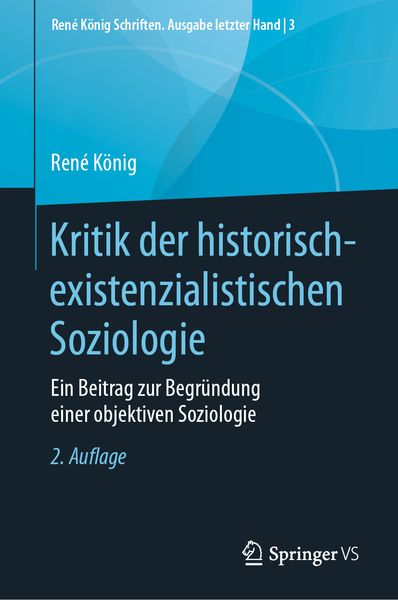 René König Schriften. Ausgabe letzter Hand | 3
René König
Kritik der historisch-
existenzialistischen
Soziologie
Ein Beitrag zur Begründung
einer objektiven Soziologie
2. Auflage
Springer VS